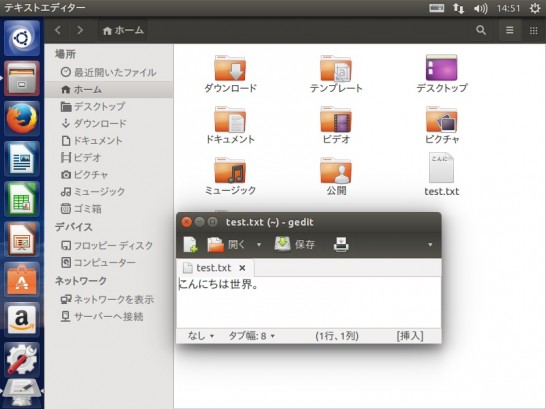 テキストエディター
14:51
ホーム
場所
最近開いたファイル
ホーム
デスクトップ
ダウンロード
ドキュメント
ビデオ
ピクチャ
ミュージック
ゴミ箱
デバイス
フロッピー ディスク
コンピューター
ネットワーク
ネットワークを表示
サーバーへ接続
ダウンロード
テンプレート
デスクトップ
ドキュメント
ビデオ
ピクチャ
こんに
ミュージック
公開
test.txt
test.txt (~) - gedit
開く
保存
test.txt
こんにちは世界。
なし
タブ幅: 8
(1行、1列)
[挿入]